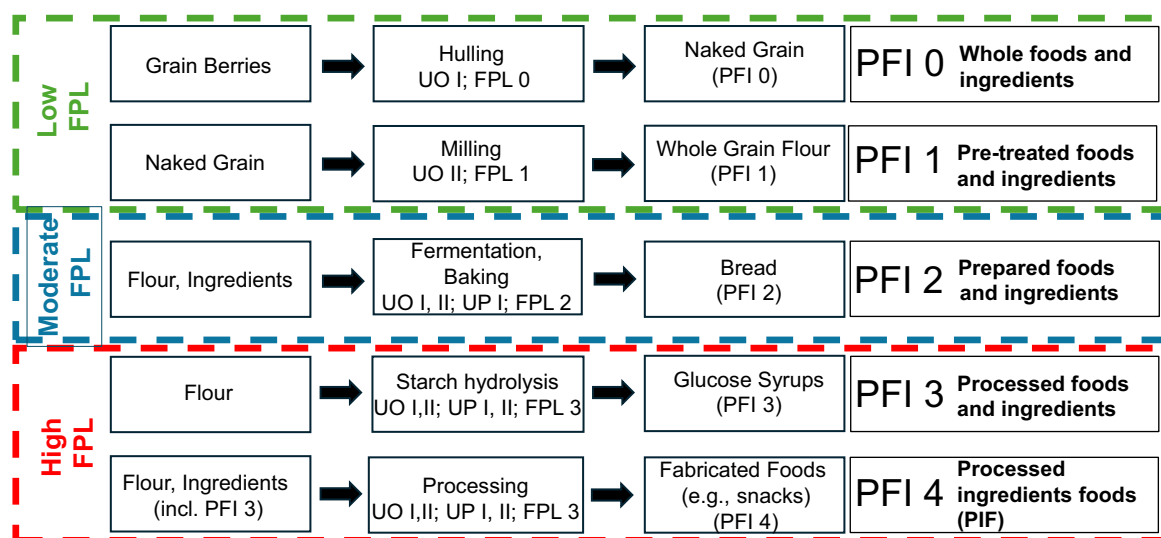 Low
FPL
Grain Berries
Hulling
UO I; FPL 0
Naked Grain
(PFI 0)
PFI 0
Whole foods and
ingredients
Naked Grain
Milling
UO II; FPL 1
Whole Grain Flour
(PFI 1)
PFI 1
Pre-treated foods
and ingredients
Moderate
FPL
Flour, Ingredients
Fermentation,
Baking
UO I, II; UP I; FPL 2
Bread
(PFI 2)
PFI 2
Prepared foods
and ingredients
High
FPL
Flour
Starch hydrolysis
UO I,II; UP I, II; FPL 3
Glucose Syrups
(PFI 3)
PFI 3
Processed foods
and ingredients
Flour, Ingredients
(incl. PFI 3)
Processing
UO I,II; UP I, II; FPL 3
Fabricated Foods
(e.g., snacks)
(PFI 4)
PFI 4
Processed
ingredients foods
(PIF)